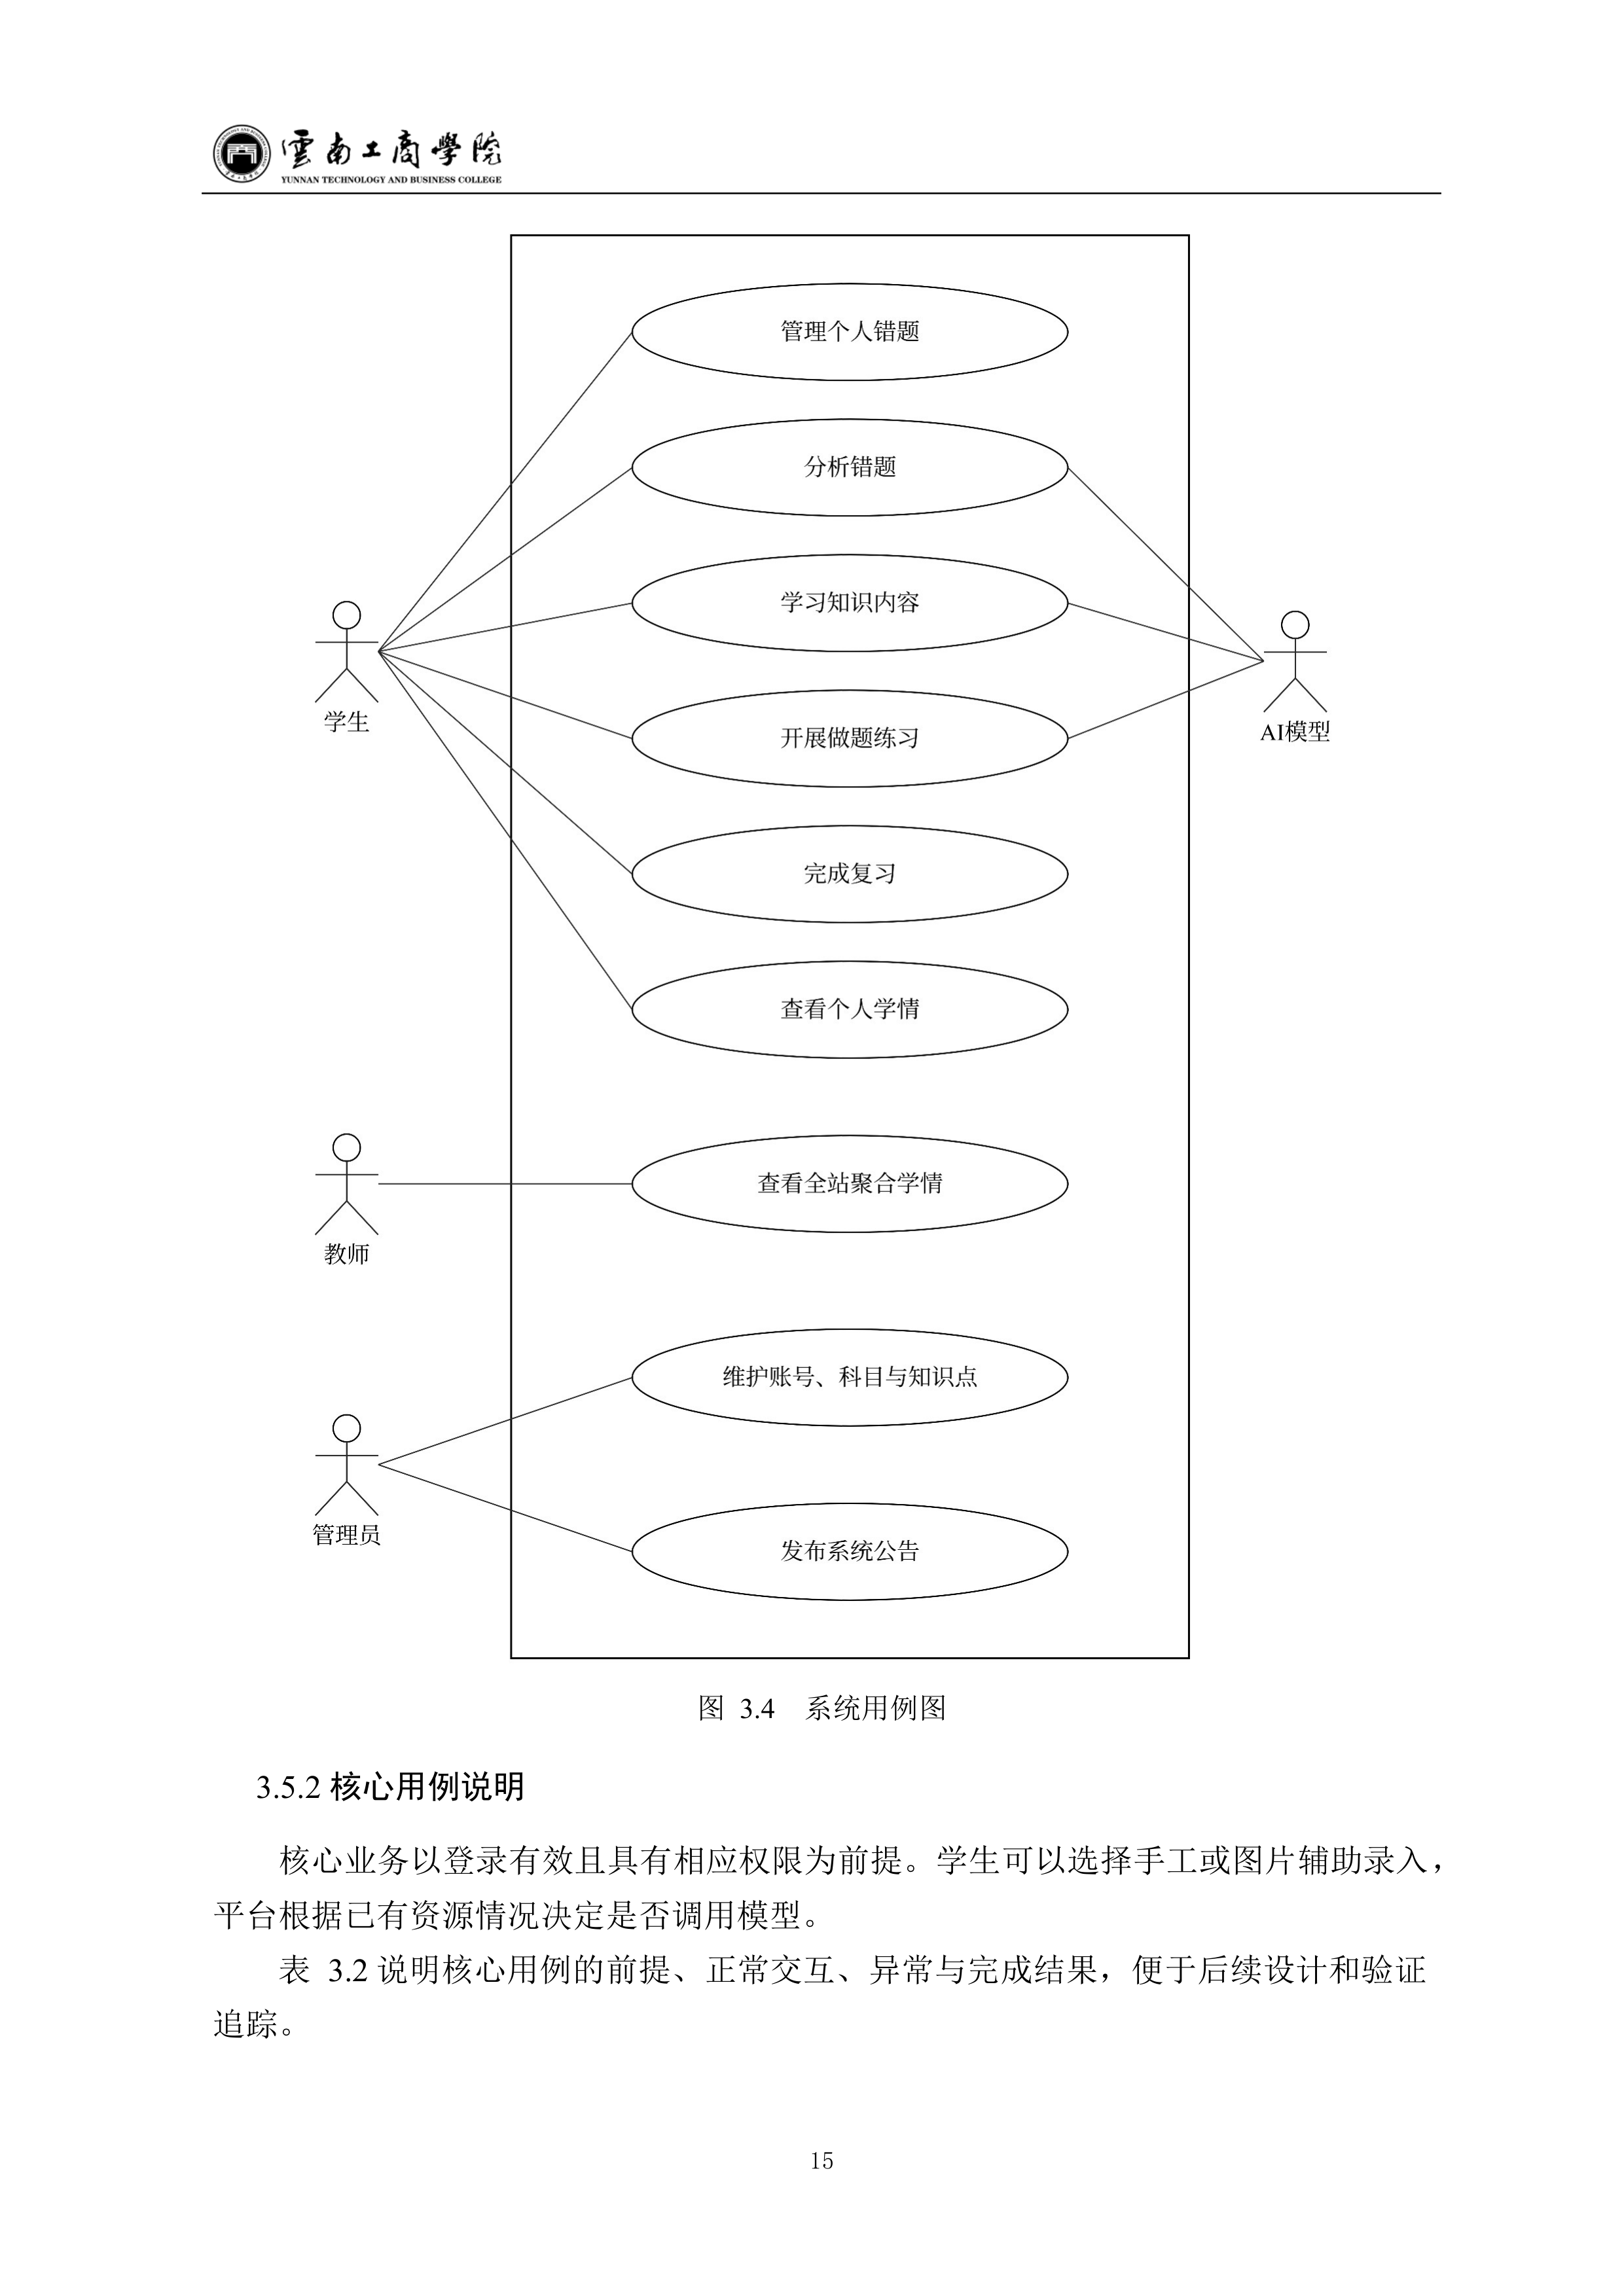 雲南工商學院
YUNNAN TECHNOLOGY AND BUSINESS COLLEGE
管理个人错题
分析错题
学习知识内容
学生
AI模型
开展做题练习
完成复习
查看个人学情
查看全站聚合学情
教师
维护账号、科目与知识点
管理员
发布系统公告
图 3.4 系统用例图
3.5.2 核心用例说明
核心业务以登录有效且具有相应权限为前提。学生可以选择手工或图片辅助录入，
平台根据已有资源情况决定是否调用模型。
表 3.2 说明核心用例的前提、正常交互、异常与完成结果，便于后续设计和验证
追踪。
15